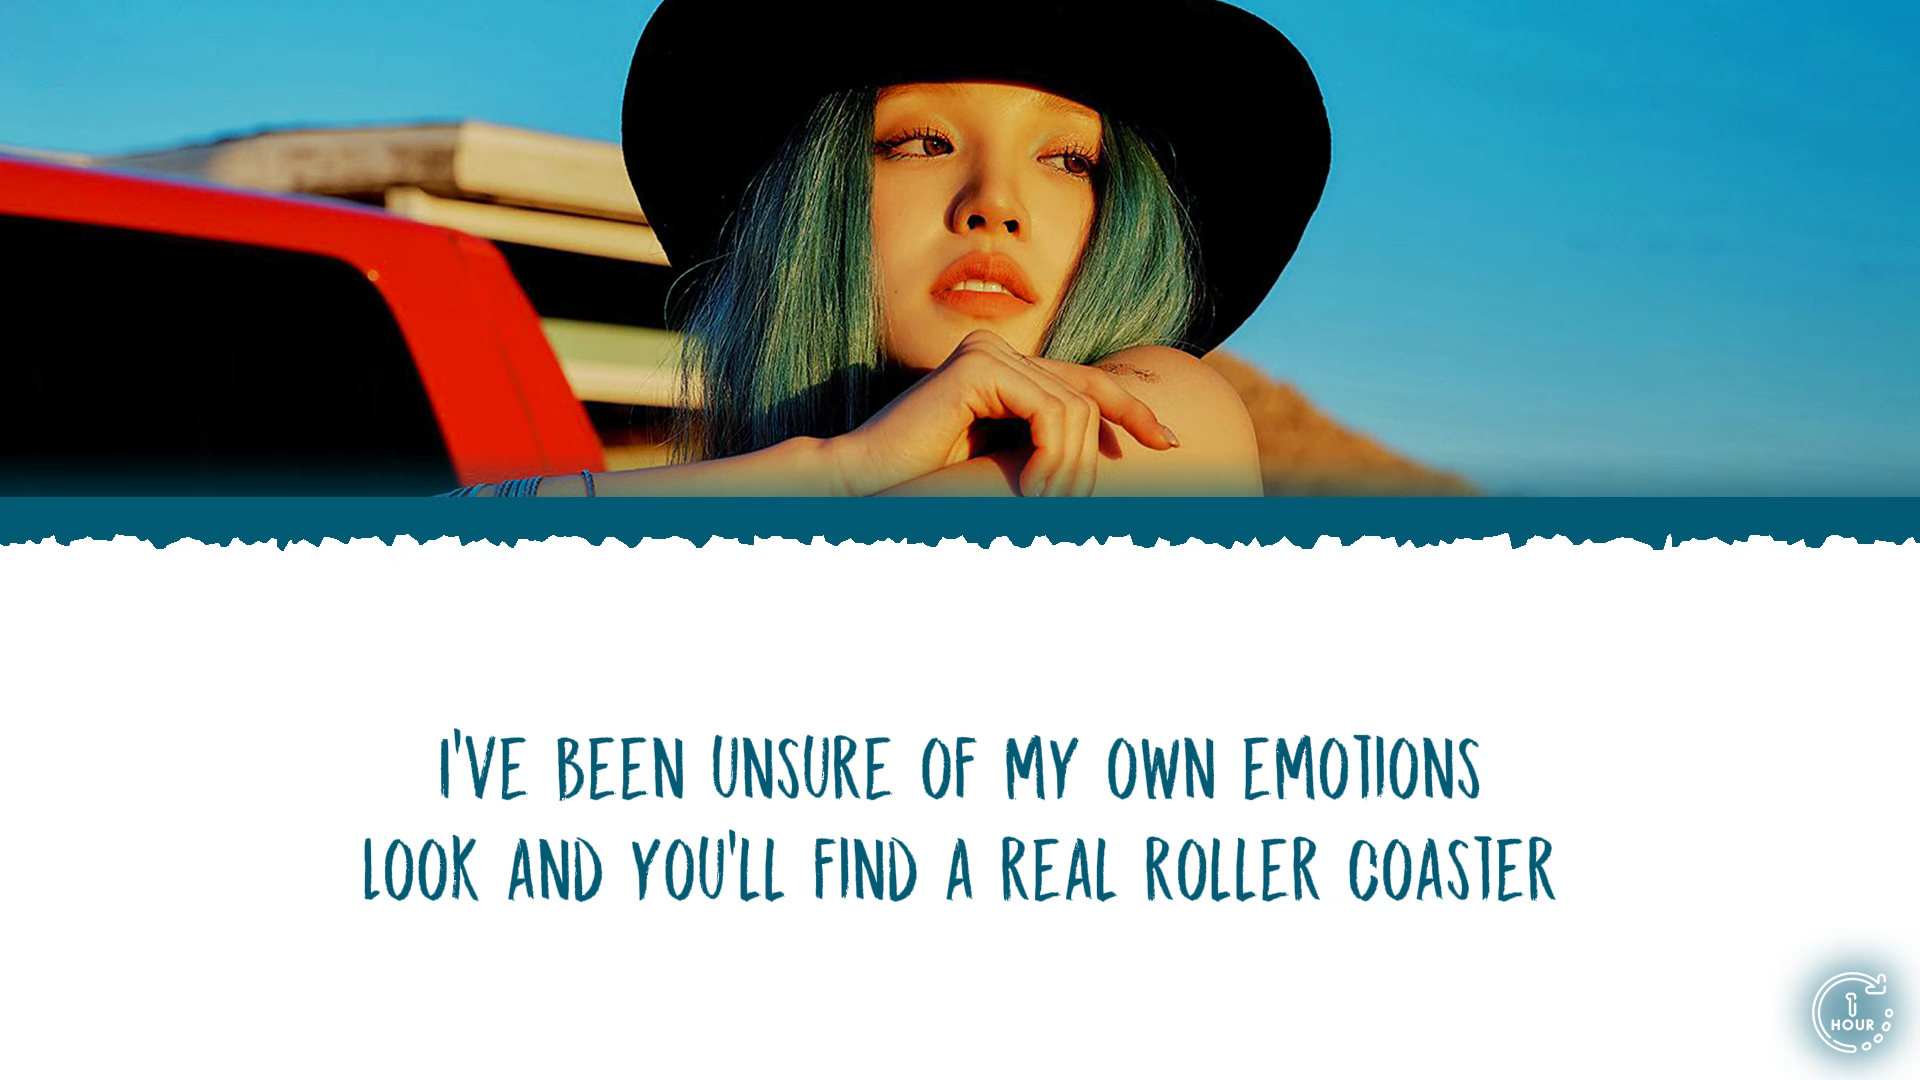 I'VE BEEN UNSURE OF MY OWN EMOTIONS
LOOK AND YOU'LL FIND A REAL ROLLER COASTER
1
HOUR